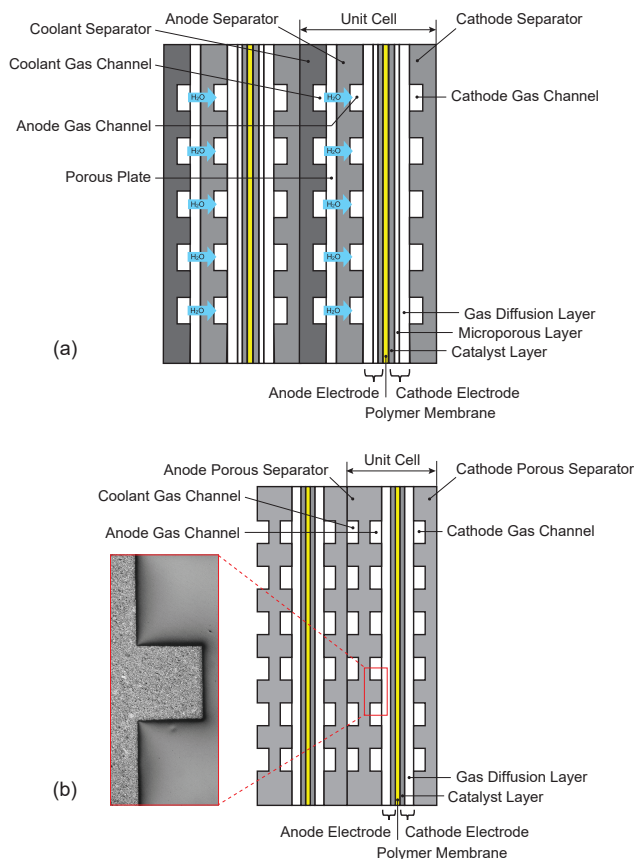 Anode Separator
Unit Cell
Cathode Separator
Coolant Separator
Coolant Gas Channel
Cathode Gas Channel
Anode Gas Channel
Porous Plate
H₂O H₂O
H₂O H₂O
H₂O H₂O
H₂O H₂O
H₂O H₂O
Gas Diffusion Layer
Microporous Layer
(a)
Catalyst Layer
Anode Electrode
Cathode Electrode
Polymer Membrane
Unit Cell
Anode Porous Separator
Cathode Porous Separator
Coolant Gas Channel
Anode Gas Channel
Cathode Gas Channel
Gas Diffusion Layer
(b)
Catalyst Layer
Anode Electrode
Cathode Electrode
Polymer Membrane